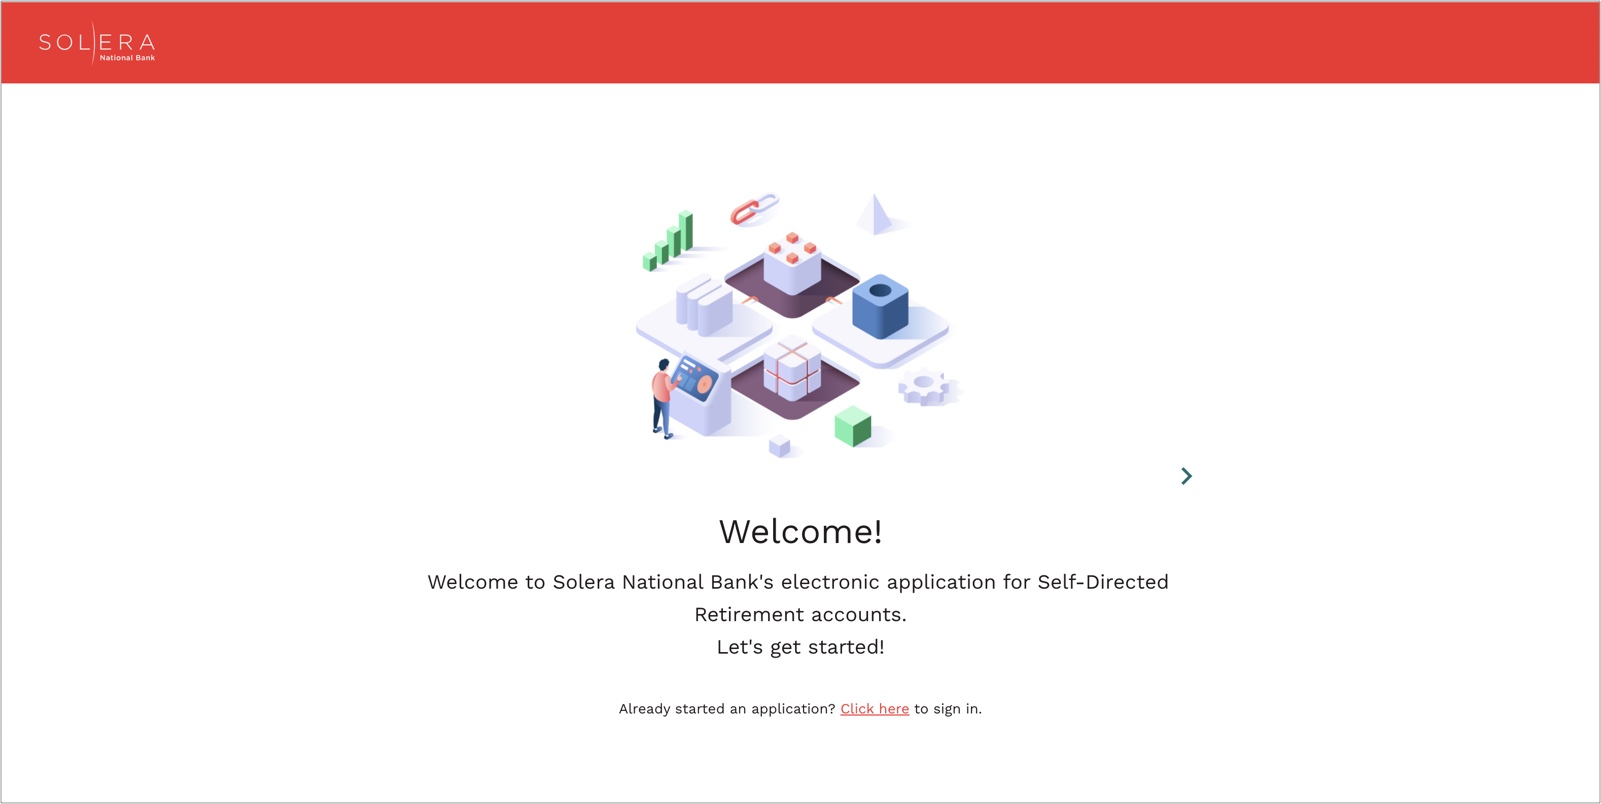 SOLERA
National Bank
Welcome!
Welcome to Solera National Bank's electronic application for Self-Directed
Retirement accounts.
Let's get started!
Already started an application? Click here to sign in.